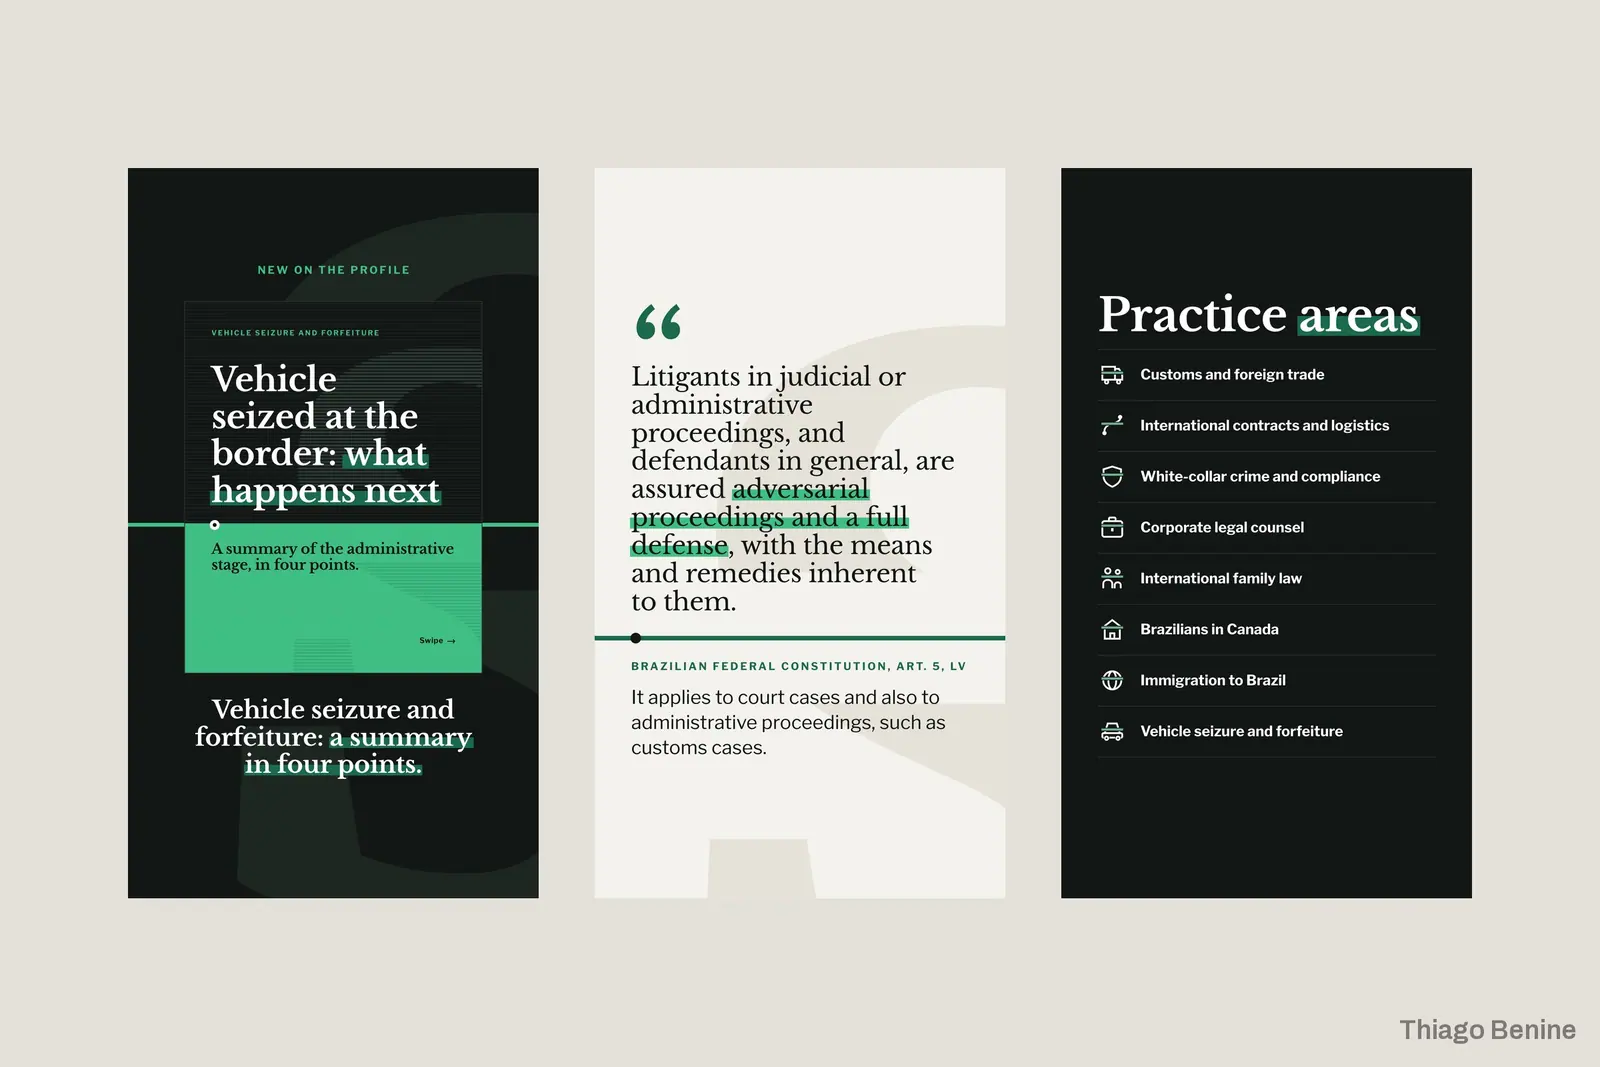 NEW ON THE PROFILE
VEHICLE SEIZURE AND FORFEITURE
Vehicle
seized at the
border: what
happens next
A summary of the administrative
stage, in four points.
Swipe →
Vehicle seizure and
forfeiture: a summary
in four points.
“
Litigants in judicial or
administrative
proceedings, and
defendants in general, are
assured adversarial
proceedings and a full
defense, with the means
and remedies inherent
to them.
BRAZILIAN FEDERAL CONSTITUTION, ART. 5, LV
It applies to court cases and also to
administrative proceedings, such as
customs cases.
Practice areas
Customs and foreign trade
International contracts and logistics
White-collar crime and compliance
Corporate legal counsel
International family law
Brazilians in Canada
Immigration to Brazil
Vehicle seizure and forfeiture
Thiago Benine